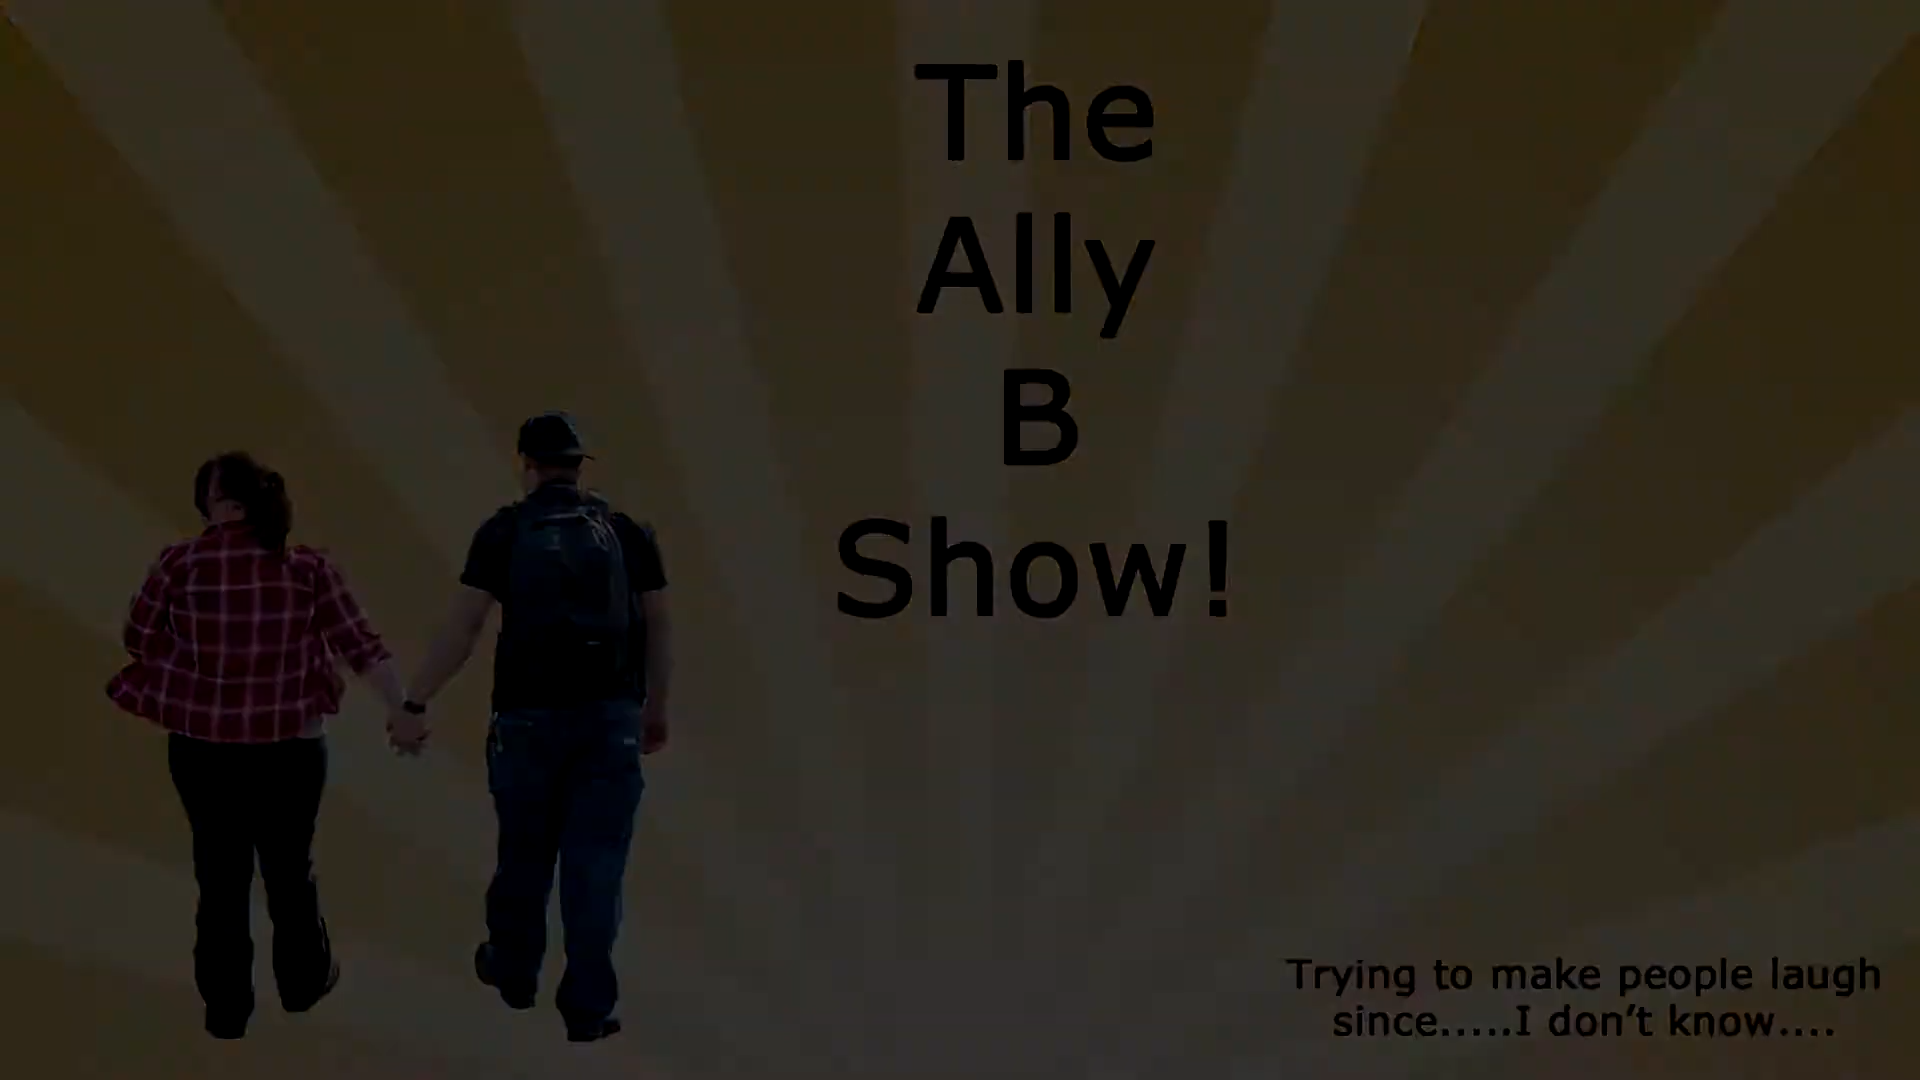 The
Ally
B
Show!
Trying to make people laugh
since.....I don't know....